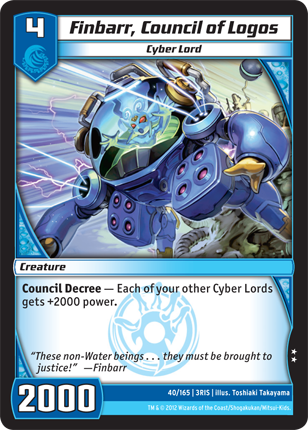 4
Finbarr, Council of Logos
Cyber Lord
Creature
Council Decree — Each of your other Cyber Lords
gets +2000 power.
"These non-Water beings . . . they must be brought to
justice!" —Finbarr
2000
40/165 | 3RIS | illus. Toshiaki Takayama
TM & © 2012 Wizards of the Coast/Shogakukan/Mitsui-Kids.